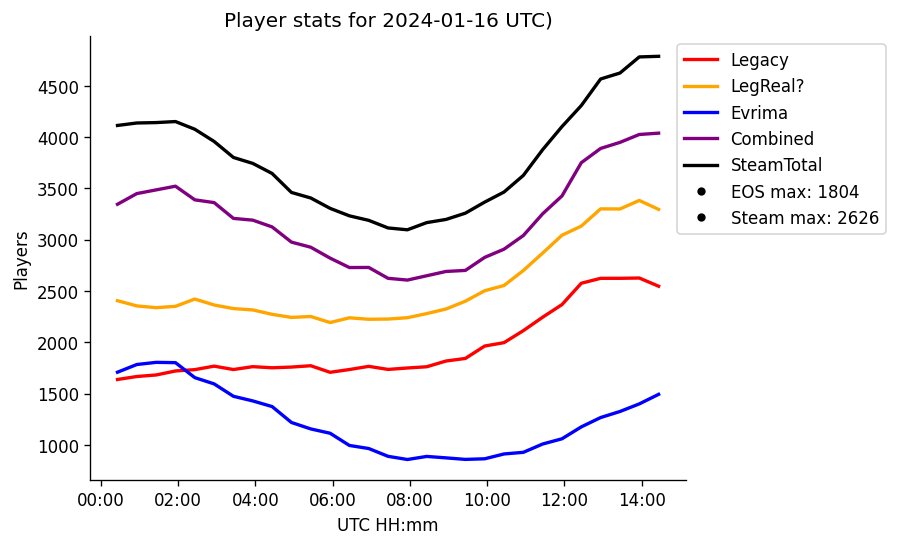 Player stats for 2024-01-16 UTC)
Legacy
LegReal?
Evrima
Combined
SteamTotal
EOS max: 1804
Steam max: 2626
Players
4500
4000
3500
3000
2500
2000
1500
1000
00:00 02:00 04:00 06:00 08:00 10:00 12:00 14:00
UTC HH:mm